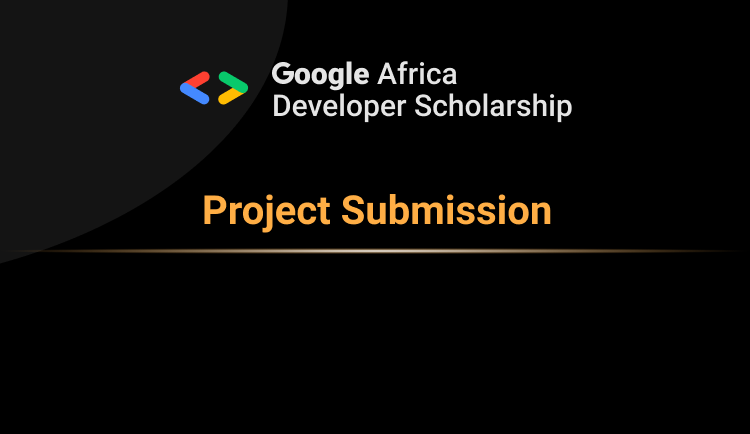 Google Africa
Developer Scholarship
Project Submission